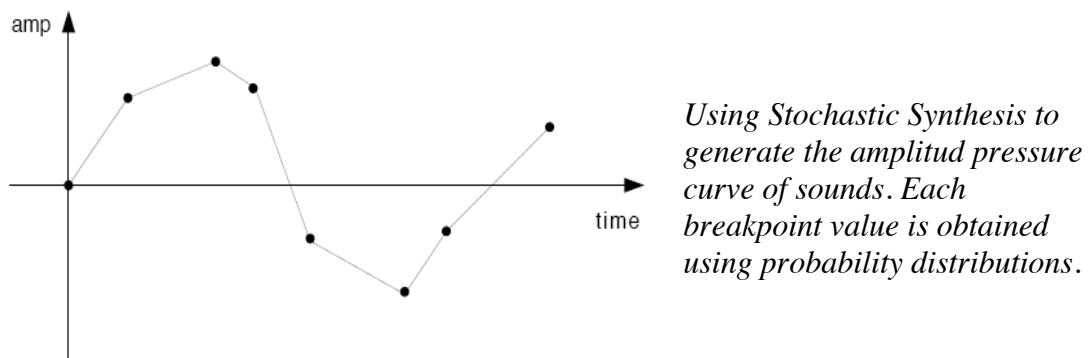 amp
time
Using Stochastic Synthesis to
generate the amplitud pressure
curve of sounds. Each
breakpoint value is obtained
using probability distributions.